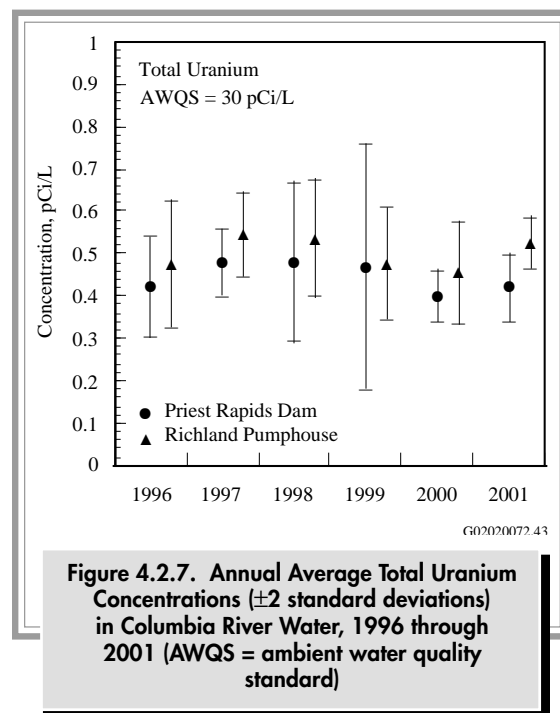 1
0.9
0.8
0.7
0.6
0.5
0.4
0.3
0.2
0.1
0
Concentration, pCi/L
Total Uranium
AWQS = 30 pCi/L
Priest Rapids Dam
Richland Pumphouse
1996 1997 1998 1999 2000 2001
G02020072.43
Figure 4.2.7. Annual Average Total Uranium
Concentrations (±2 standard deviations)
in Columbia River Water, 1996 through
2001 (AWQS = ambient water quality
standard)